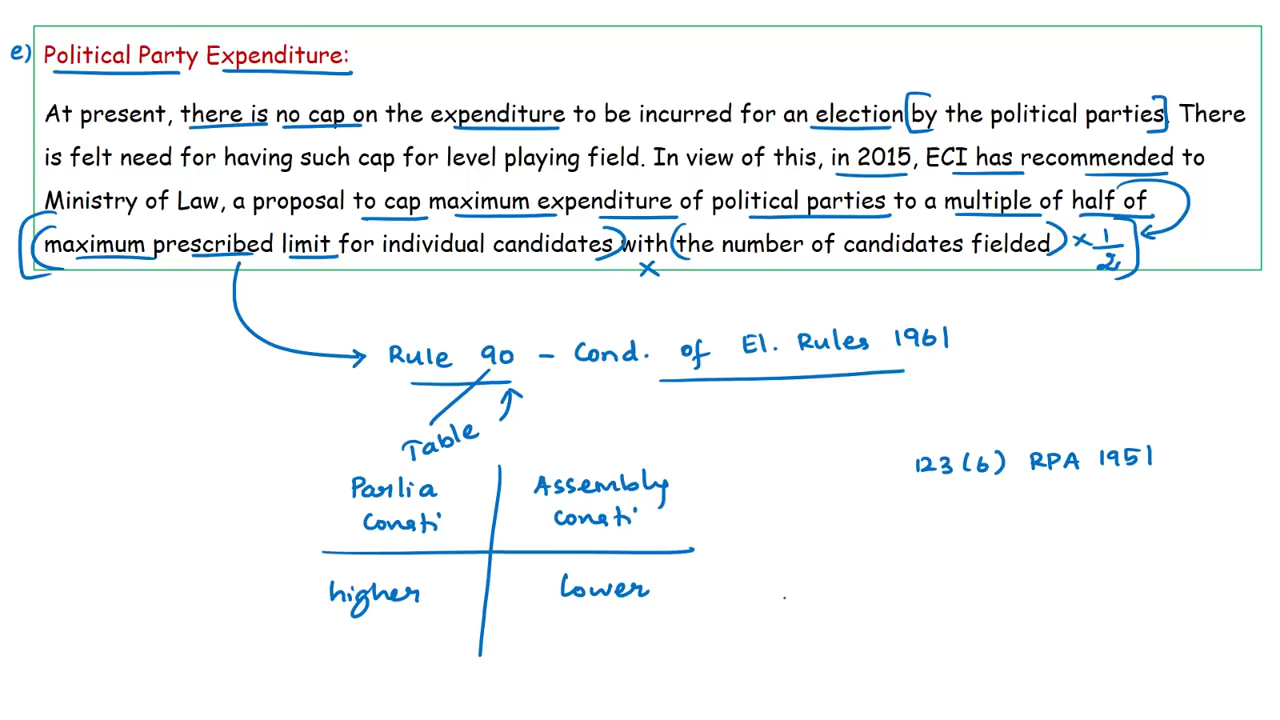 e) Political Party Expenditure:
At present, there is no cap on the expenditure to be incurred for an election [by the political parties]. There
is felt need for having such cap for level playing field. In view of this, in 2015, ECI has recommended to
Ministry of Law, a proposal to cap maximum expenditure of political parties to a multiple of half of
[(maximum prescribed limit for individual candidates) with (the number of candidates fielded) × 1/2]
×
Rule 90 - Cond. of El. Rules 1961
Table
123(6) RPA 1951
Parlia Assembly
Consti Consti
higher lower